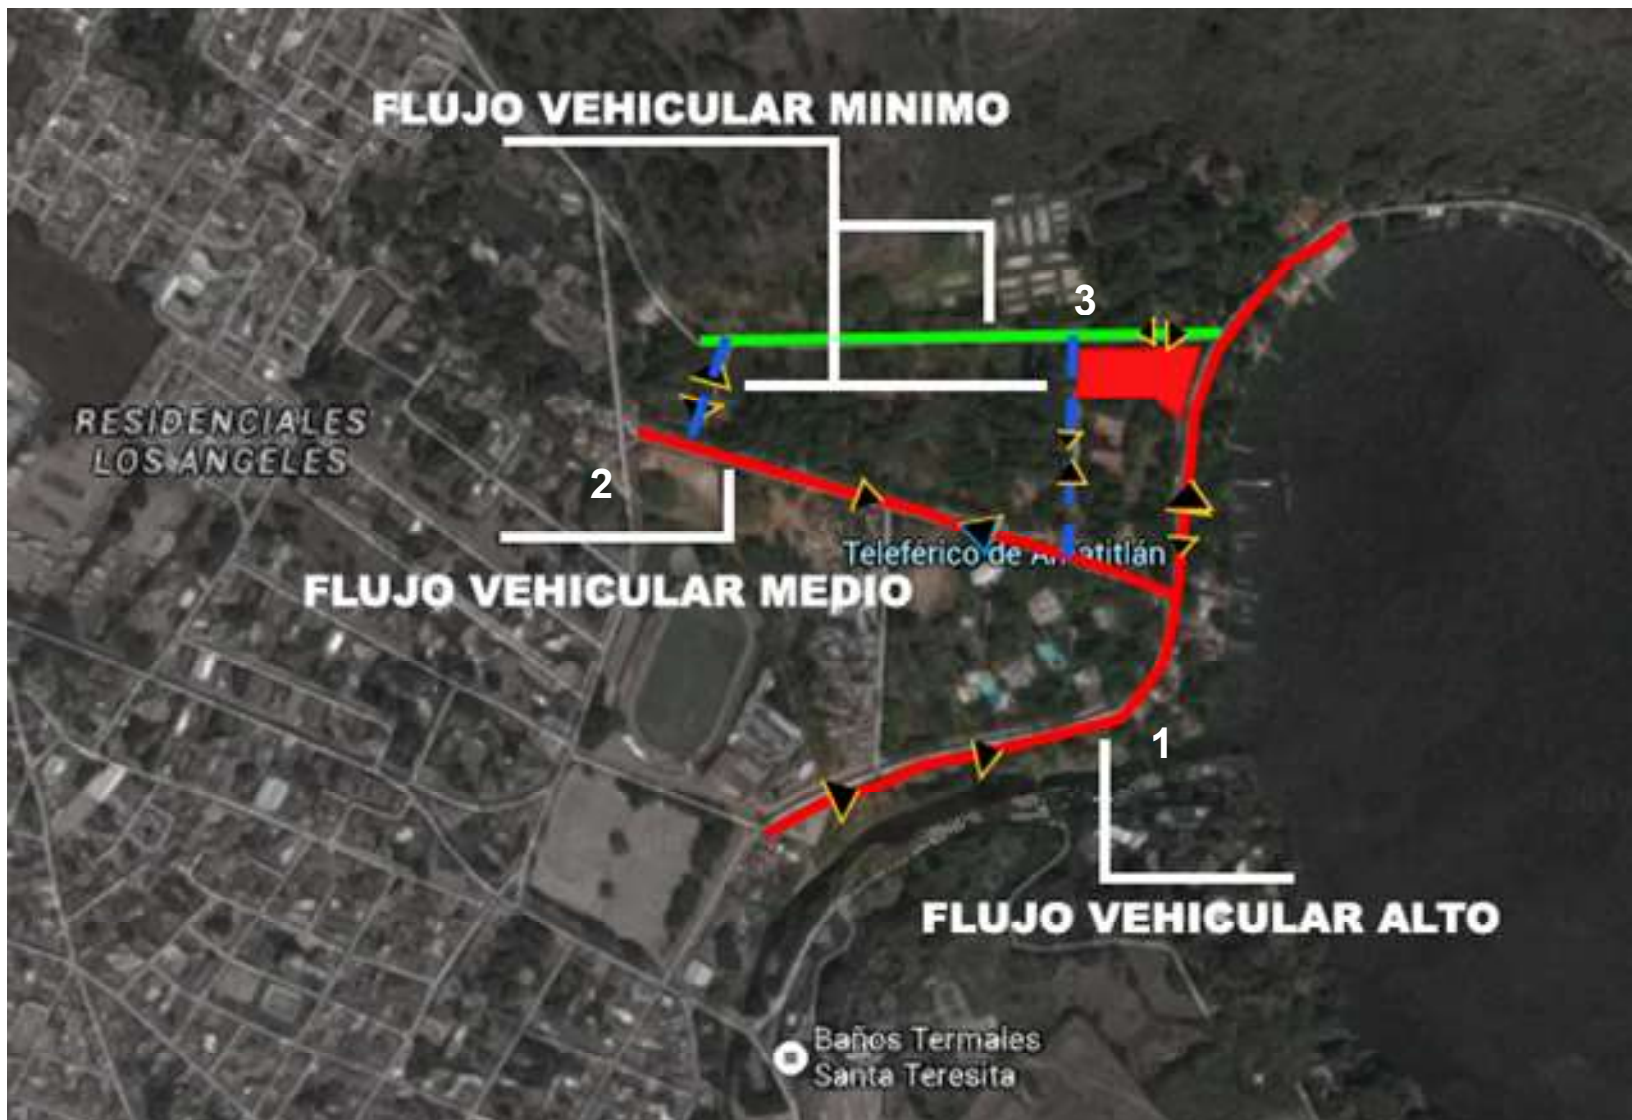 FLUJO VEHICULAR MINIMO
3
RESIDENCIALES
LOS ANGELES
2
Teleférico de Amatitlán
FLUJO VEHICULAR MEDIO
1
FLUJO VEHICULAR ALTO
Baños Termales
Santa Teresita